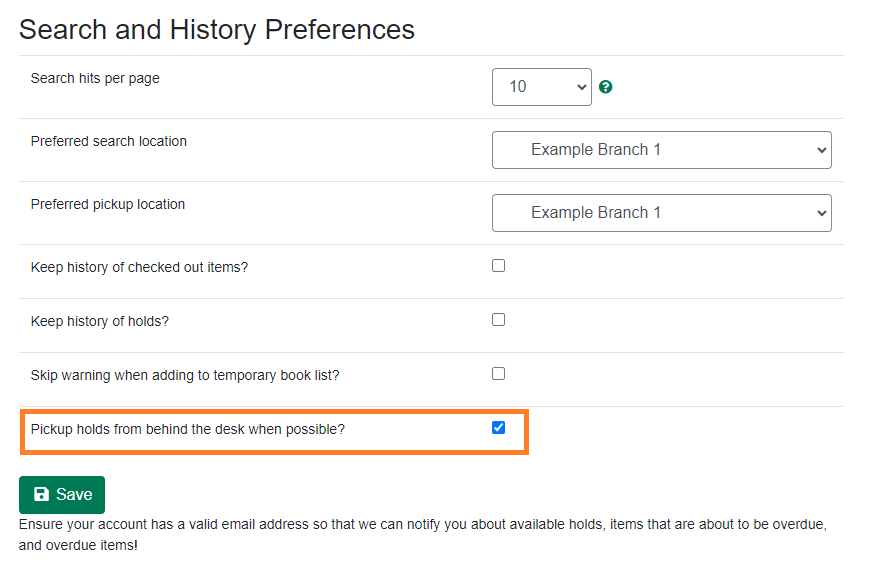 Search and History Preferences
Search hits per page
10
?
Preferred search location
Example Branch 1
Preferred pickup location
Example Branch 1
Keep history of checked out items?
Keep history of holds?
Skip warning when adding to temporary book list?
Pickup holds from behind the desk when possible?
Save
Ensure your account has a valid email address so that we can notify you about available holds, items that are about to be overdue,
and overdue items!